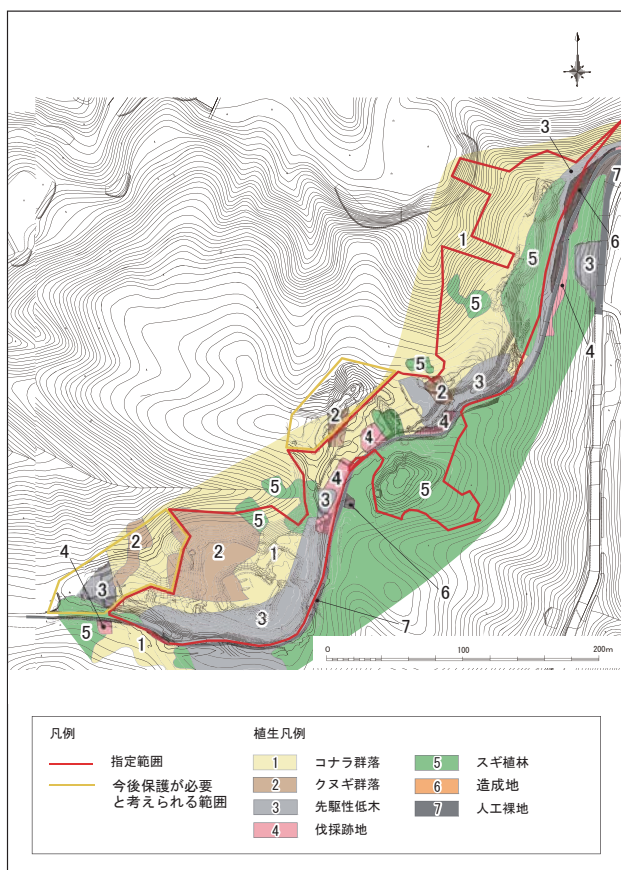 3
7
1
6
5
3
5
4
5
2
3
2
4
4
5
4
5
3
5
2
2
1
4
3
6
3
5
7
1
0 100 200m
凡例
植生凡例
指定範囲
今後保護が必要
と考えられる範囲
1 コナラ群落
2 クヌギ群落
3 先駆性低木
4 伐採跡地
5 スギ植林
6 造成地
7 人工裸地